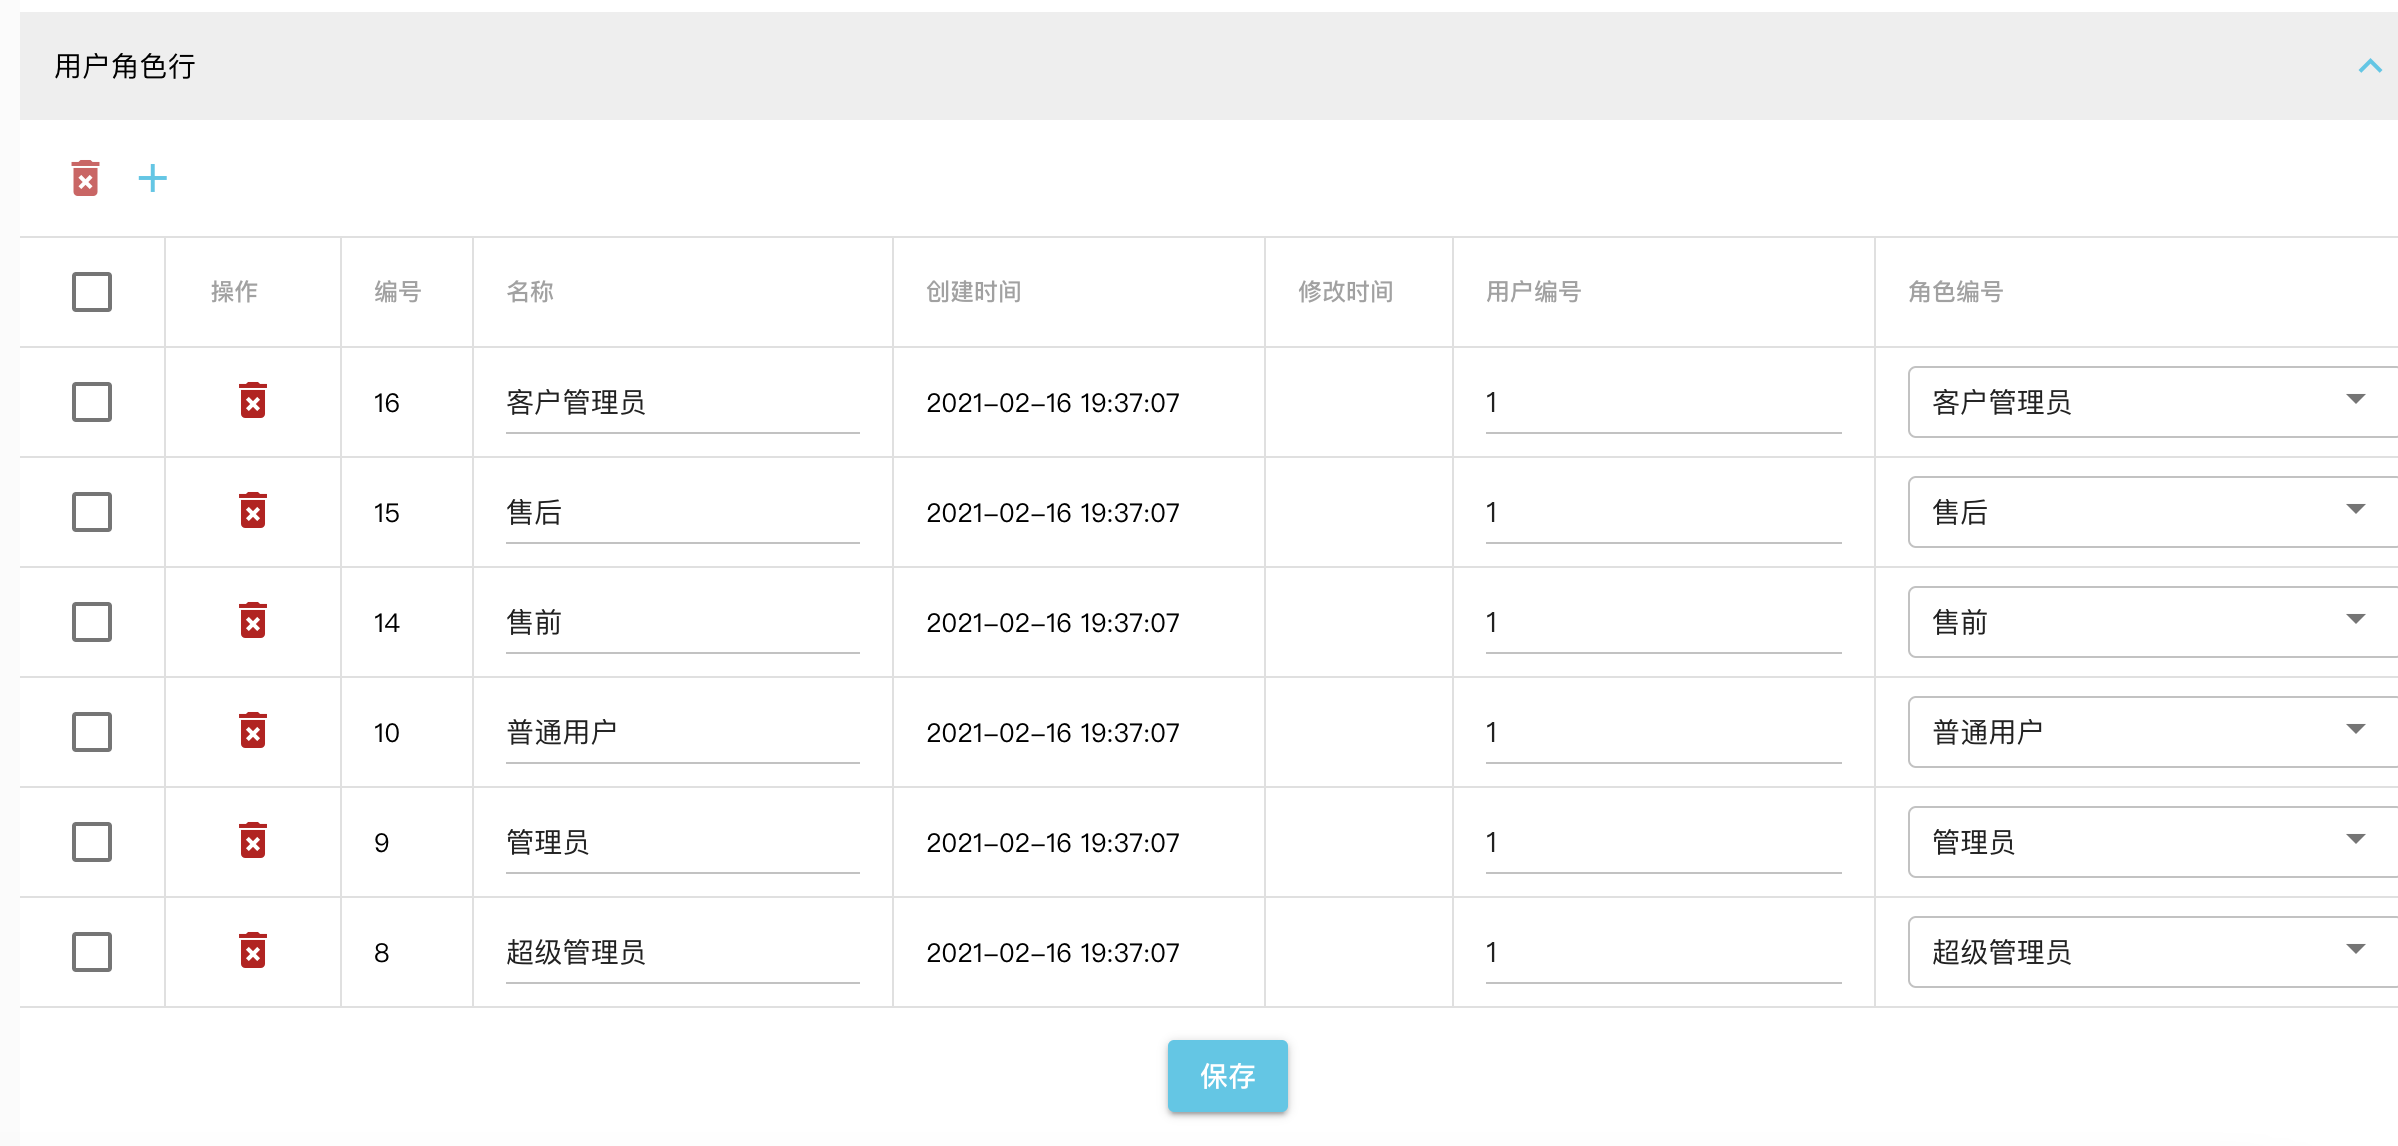 用户角色行
操作 编号 名称 创建时间 修改时间 用户编号 角色编号
16 客户管理员 2021-02-16 19:37:07 1 客户管理员
15 售后 2021-02-16 19:37:07 1 售后
14 售前 2021-02-16 19:37:07 1 售前
10 普通用户 2021-02-16 19:37:07 1 普通用户
9 管理员 2021-02-16 19:37:07 1 管理员
8 超级管理员 2021-02-16 19:37:07 1 超级管理员
保存